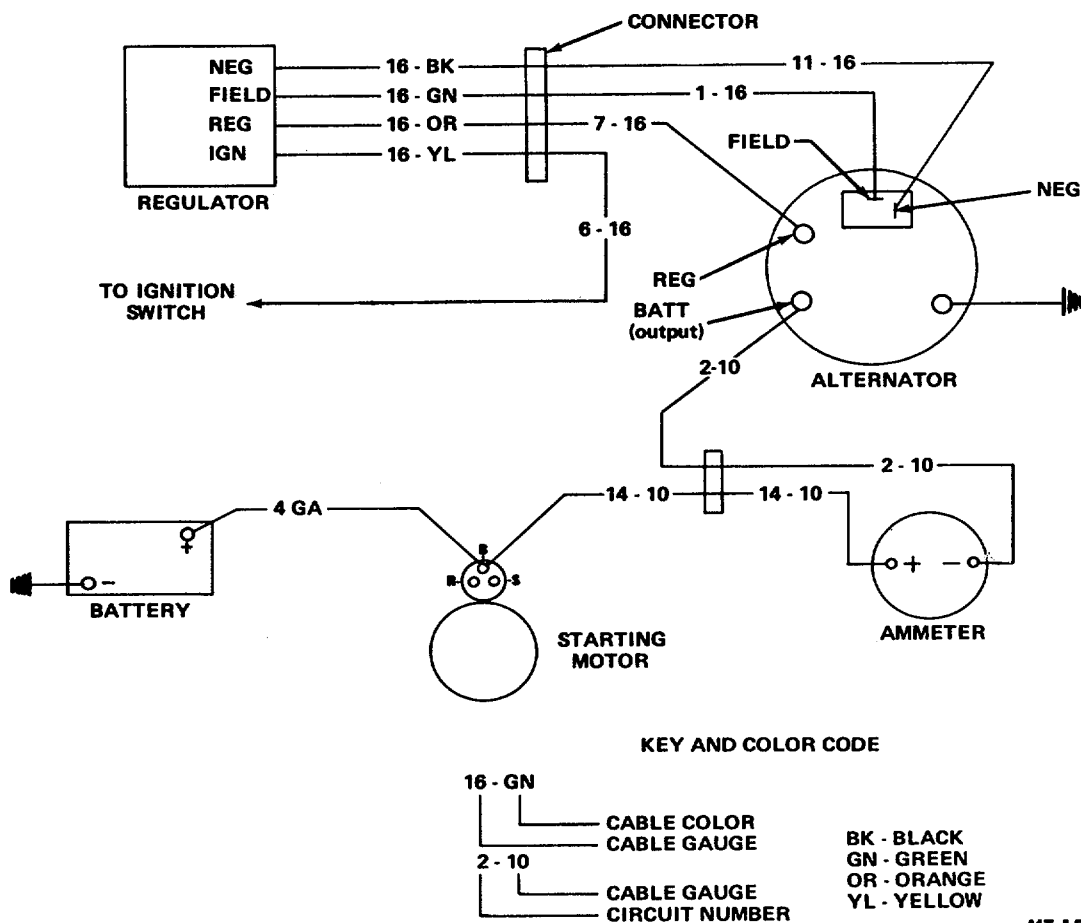 CONNECTOR
NEG 16 - BK 11 - 16
FIELD 16 - GN 1 - 16
REG 16 - OR 7 - 16
IGN 16 - YL
REGULATOR
FIELD
NEG
6 - 16
REG
TO IGNITION
SWITCH
BATT
(output)
2-10
ALTERNATOR
2 - 10
4 GA
14 - 10
14 - 10
+
-
BATTERY
B
R
S
STARTING
MOTOR
+ -
AMMETER
KEY AND COLOR CODE
16 - GN
CABLE COLOR
CABLE GAUGE
2 - 10
CABLE GAUGE
CIRCUIT NUMBER
BK - BLACK
GN - GREEN
OR - ORANGE
YL - YELLOW